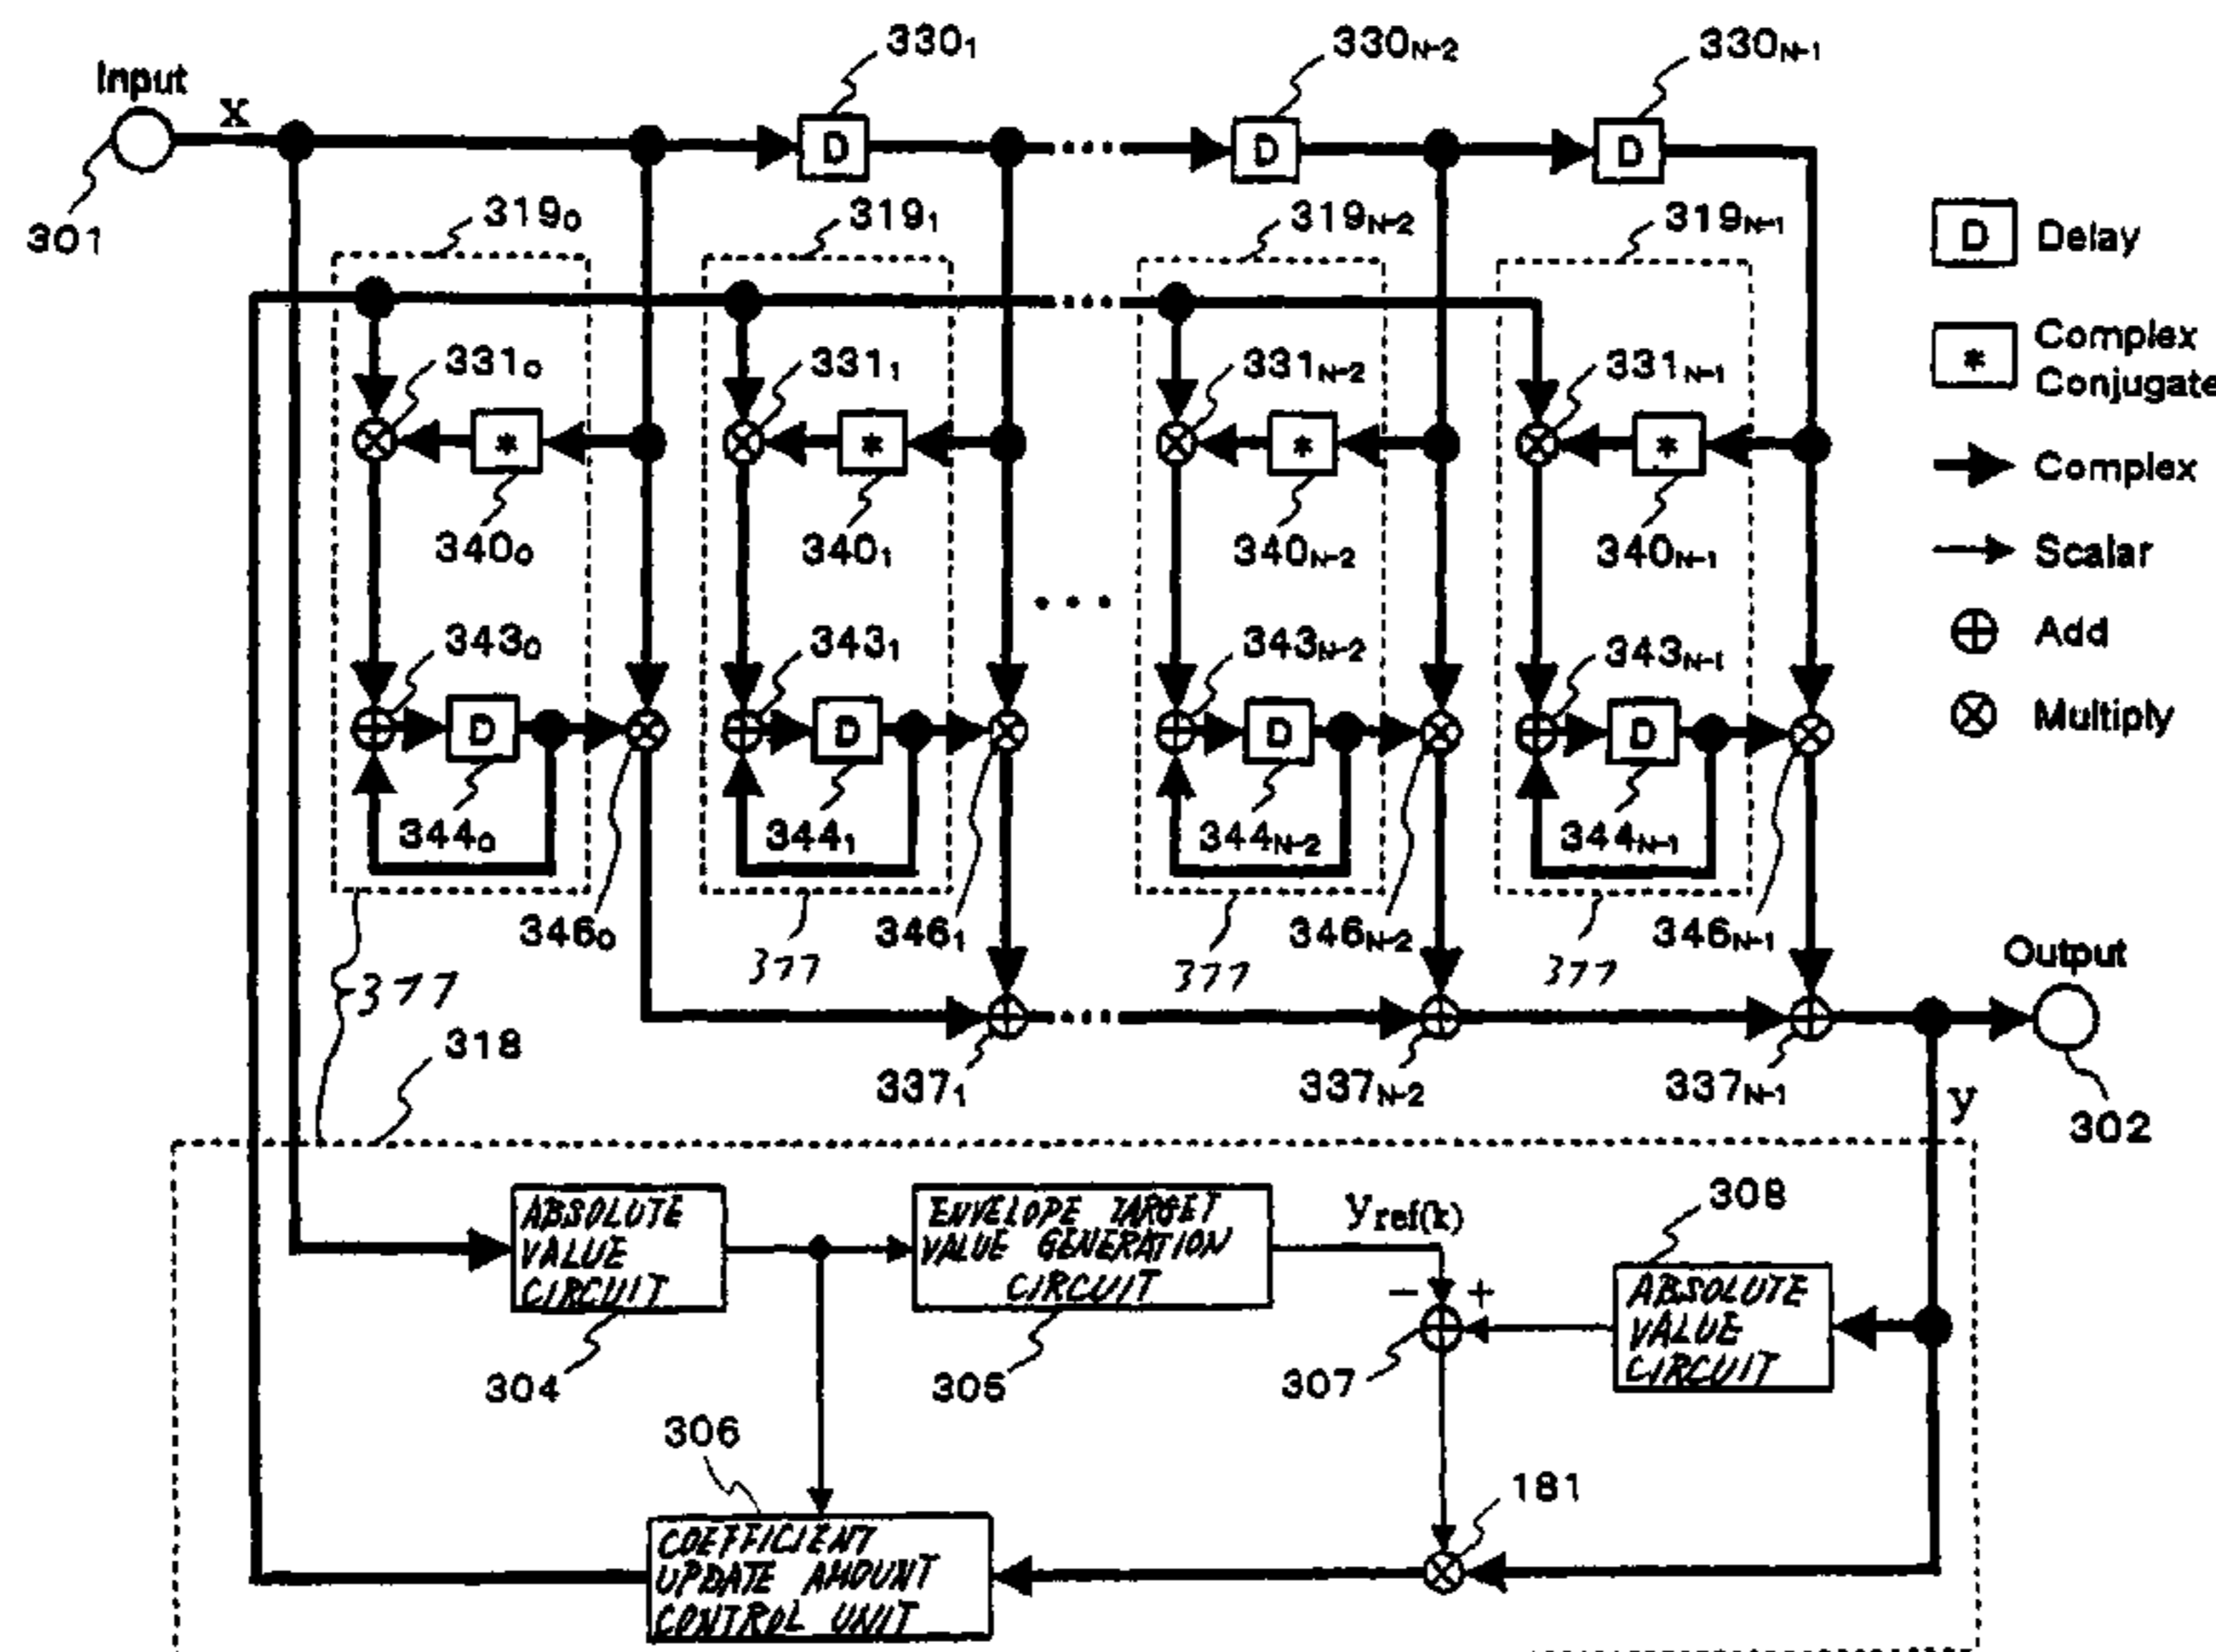 Input
X
301
330₁
330N-2
330N-1
319₀
319₁
319N-2
319N-1
D
D
D
D Delay
* Complex
Conjugate
Complex
Scalar
Add
Multiply
331₀
331₁
331N-2
331N-1
*
*
*
*
340₀
340₁
340N-2
340N-1
343₀
343₁
343N-2
343N-1
D
D
D
D
344₀
344₁
344N-2
344N-1
346₀
346₁
346N-2
346N-1
377
377
377
377
Output
302
318
337₁
337N-2
337N-1
y
ABSOLUTE
VALUE
CIRCUIT
304
ENVELOPE TARGET
VALUE GENERATION
CIRCUIT
305
yref(k)
- +
307
308
ABSOLUTE
VALUE
CIRCUIT
306
COEFFICIENT
UPDATE AMOUNT
CONTROL UNIT
181